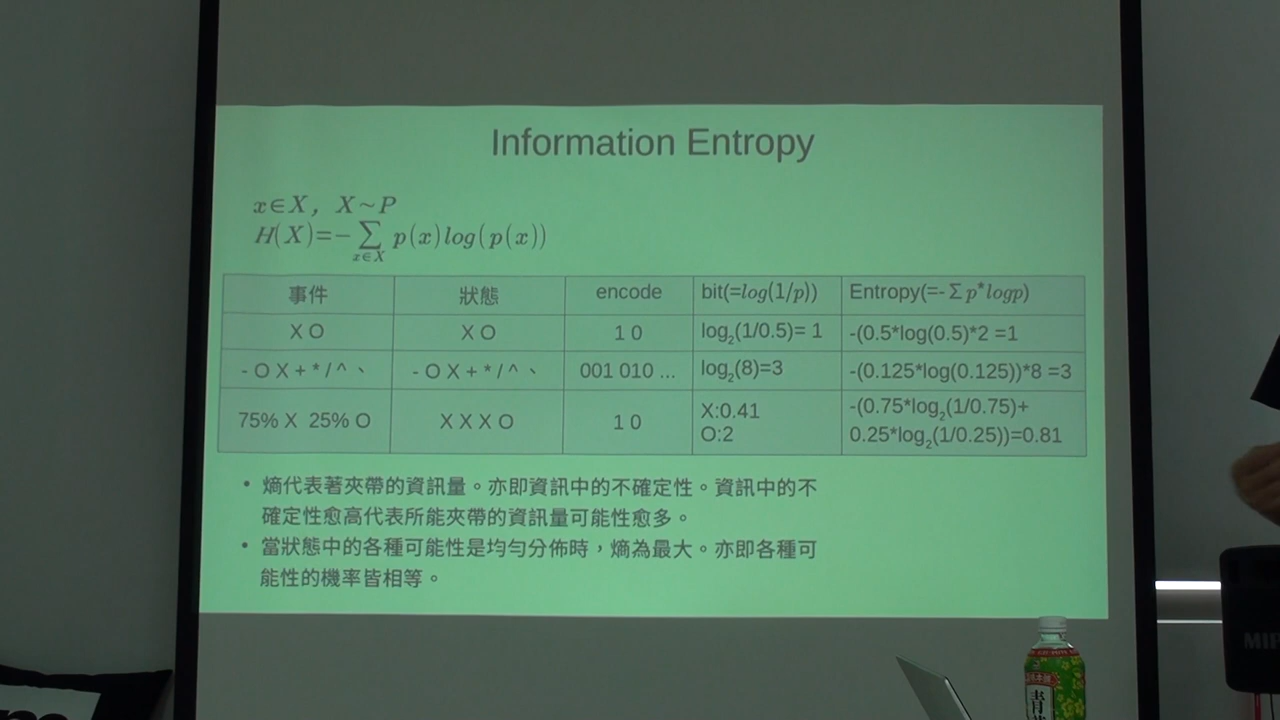 Information Entropy
x∈X, X~P
H(X)=-∑ p(x)log(p(x))
x∈X
事件 狀態 encode bit(=log(1/p)) Entropy(=-Σp*logp)
X O X O 1 0 log₂(1/0.5)= 1 -(0.5*log(0.5)*2 =1
- O X + * / ^ 、 - O X + * / ^ 、 001 010 ... log₂(8)=3 -(0.125*log(0.125))*8 =3
75% X 25% O X X X O 1 0 X:0.41 -(0.75*log₂(1/0.75)+
O:2 0.25*log₂(1/0.25))=0.81
• 熵代表著夾帶的資訊量。亦即資訊中的不確定性。資訊中的不
確定性愈高代表所能夾帶的資訊量可能性愈多。
• 當狀態中的各種可能性是均勻分佈時，熵為最大。亦即各種可
能性的機率皆相等。
MIP
青